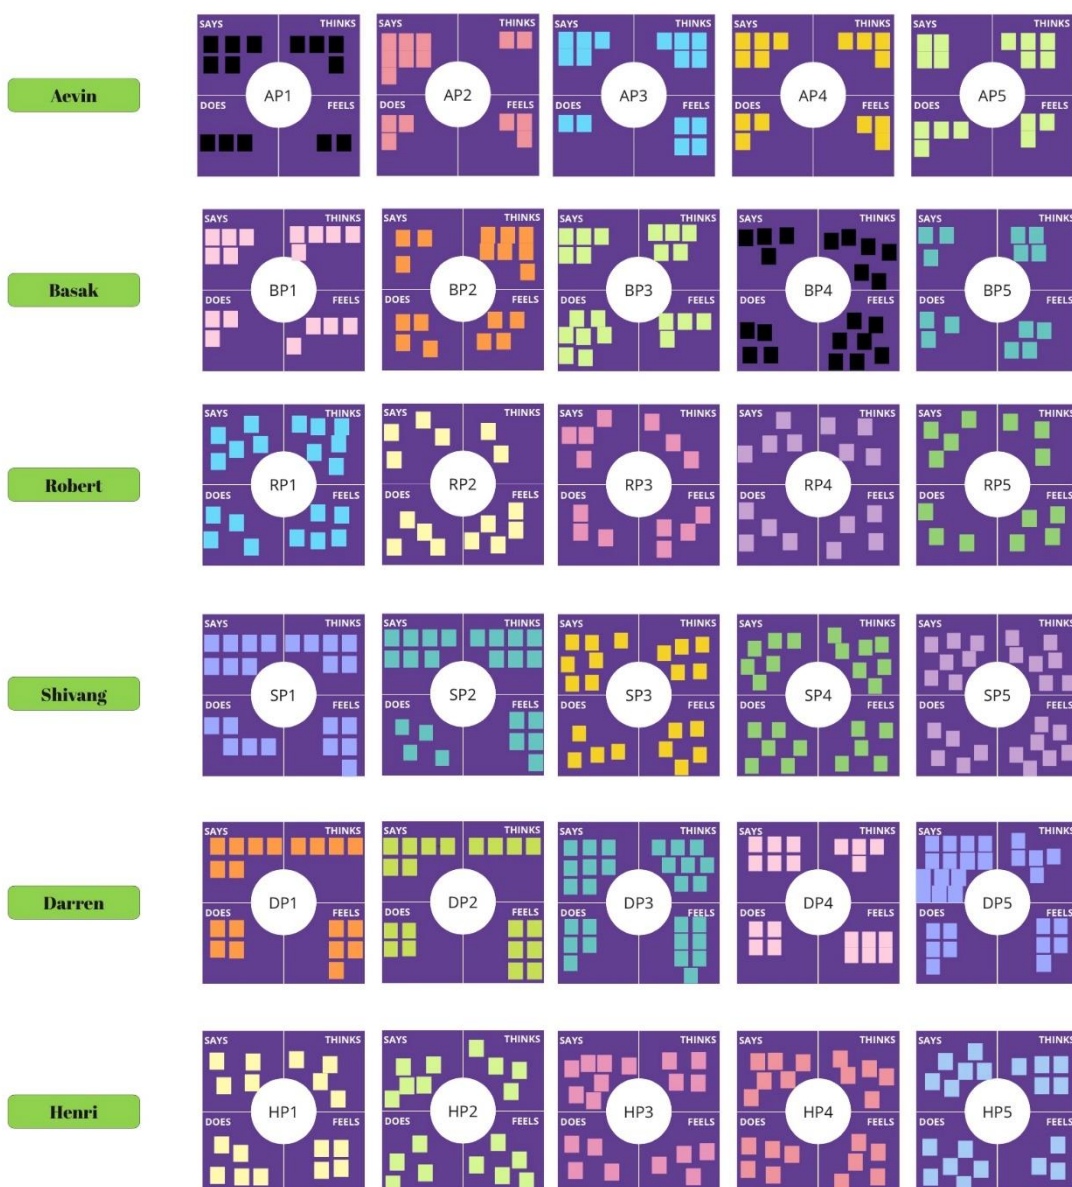 SAYS THINKS SAYS THINKS SAYS THINKS SAYS THINKS SAYS THINKS
Aevin AP1 AP2 AP3 AP4 AP5
DOES FEELS DOES FEELS DOES FEELS DOES FEELS DOES FEELS
SAYS THINKS SAYS THINKS SAYS THINKS SAYS THINKS SAYS THINKS
Basak BP1 BP2 BP3 BP4 BP5
DOES FEELS DOES FEELS DOES FEELS DOES FEELS DOES FEELS
SAYS THINKS SAYS THINKS SAYS THINKS SAYS THINKS SAYS THINKS
Robert RP1 RP2 RP3 RP4 RP5
DOES FEELS DOES FEELS DOES FEELS DOES FEELS DOES FEELS
SAYS THINKS SAYS THINKS SAYS THINKS SAYS THINKS SAYS THINKS
Shivang SP1 SP2 SP3 SP4 SP5
DOES FEELS DOES FEELS DOES FEELS DOES FEELS DOES FEELS
SAYS THINKS SAYS THINKS SAYS THINKS SAYS THINKS SAYS THINKS
Darren DP1 DP2 DP3 DP4 DP5
DOES FEELS DOES FEELS DOES FEELS DOES FEELS DOES FEELS
SAYS THINKS SAYS THINKS SAYS THINKS SAYS THINKS SAYS THINKS
Henri HP1 HP2 HP3 HP4 HP5
DOES FEELS DOES FEELS DOES FEELS DOES FEELS DOES FEELS